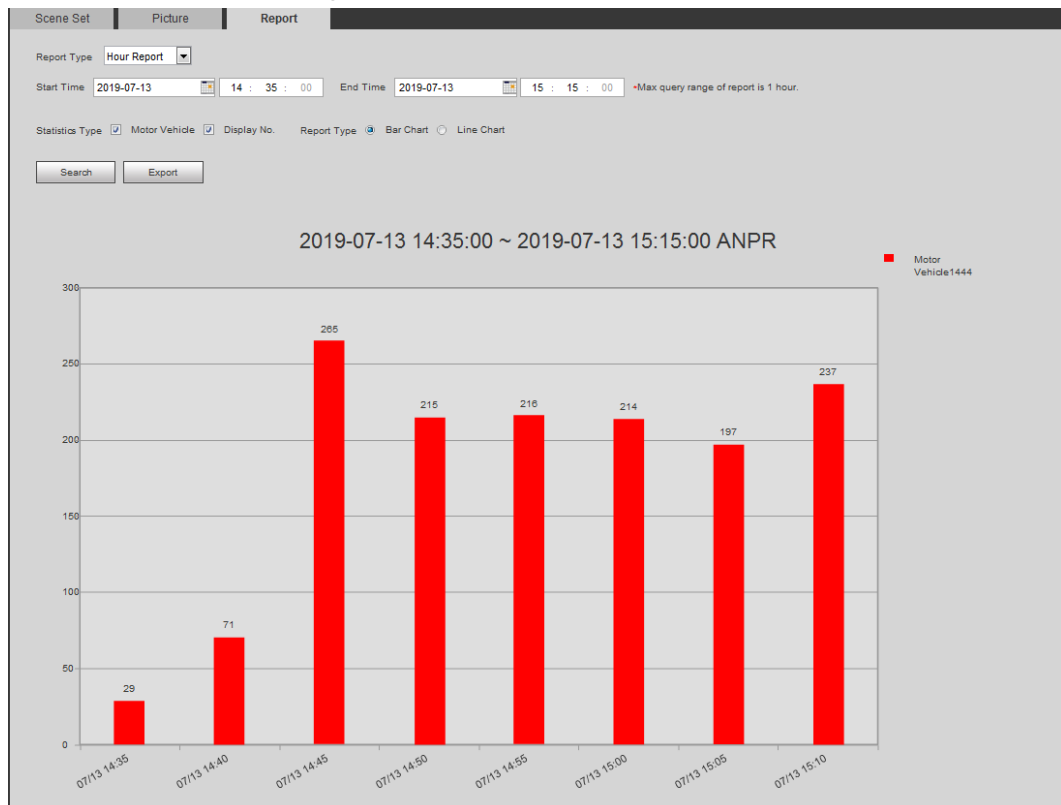 Scene Set Picture Report
Report Type Hour Report
Start Time 2019-07-13 14 : 35 : 00 End Time 2019-07-13 15 : 15 : 00 *Max query range of report is 1 hour.
Statistics Type Motor Vehicle Display No. Report Type Bar Chart Line Chart
Search Export
2019-07-13 14:35:00 ~ 2019-07-13 15:15:00 ANPR
Motor
Vehicle1444
300
265
250
237
215
216
214
200
197
150
100
71
50
29
0
07/13 14:35 07/13 14:40 07/13 14:45 07/13 14:50 07/13 14:55 07/13 15:00 07/13 15:05 07/13 15:10